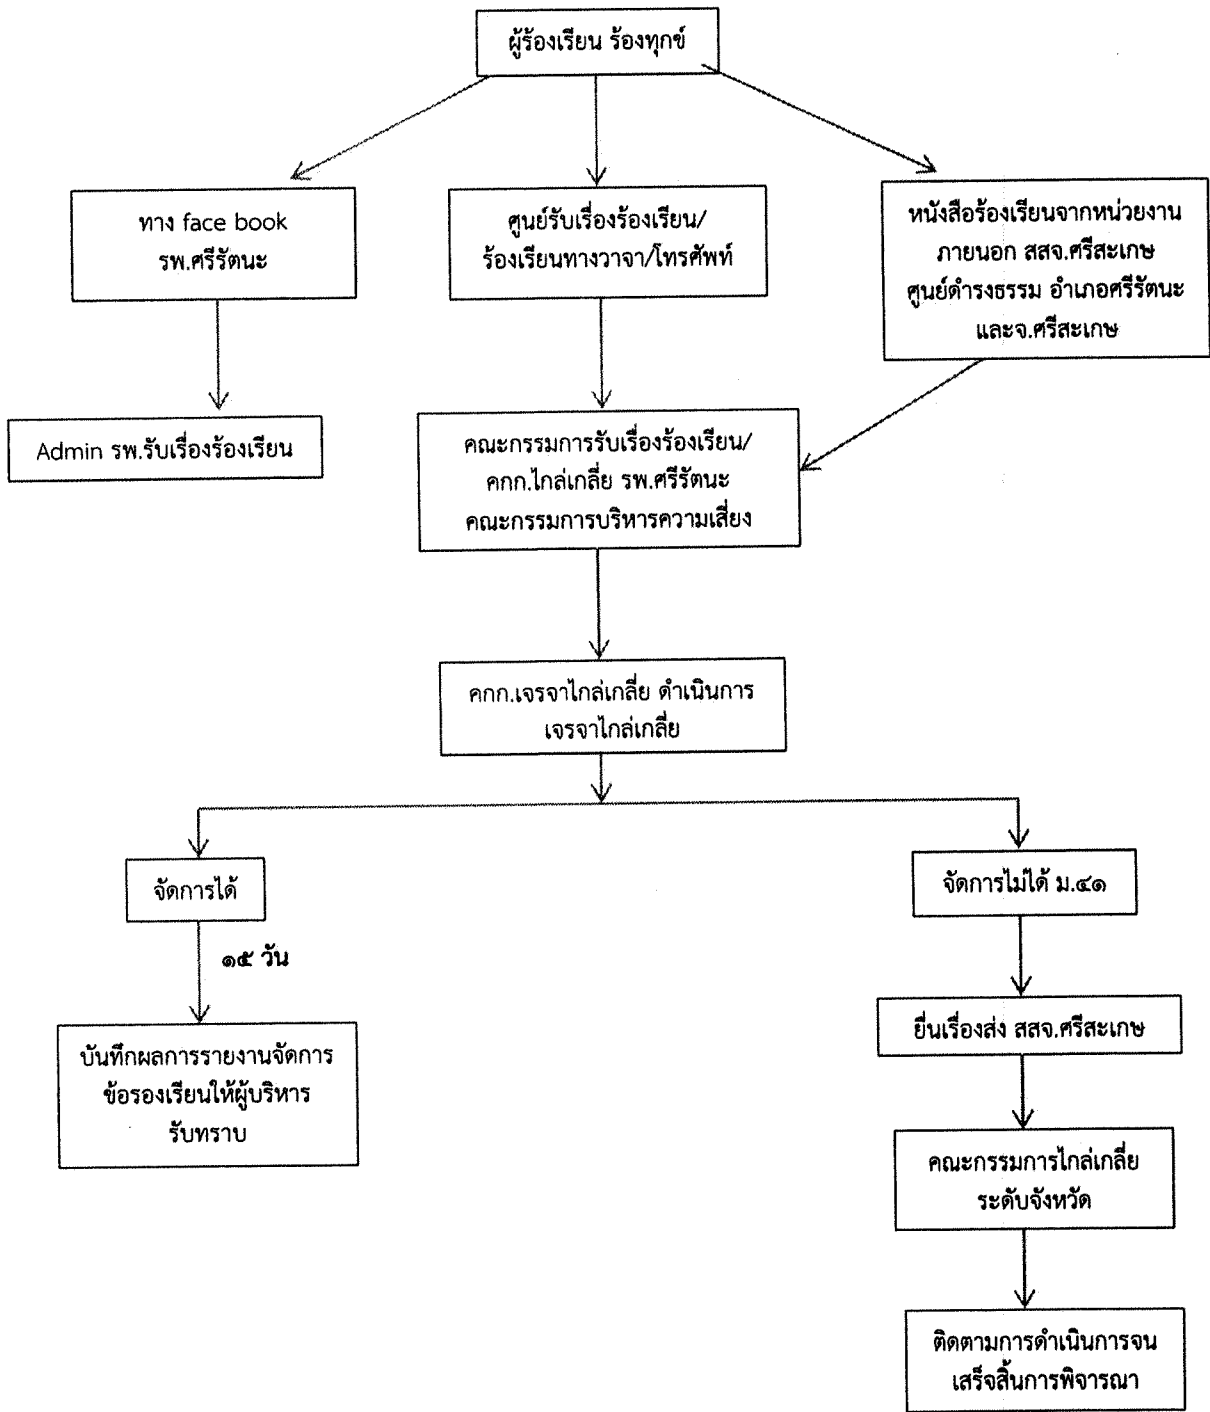 ผู้ร้องเรียน ร้องทุกข์
ทาง face book
รพ.ศรีรัตนะ
ศูนย์รับเรื่องร้องเรียน/
ร้องเรียนทางวาจา/โทรศัพท์
หนังสือร้องเรียนจากหน่วยงาน
ภายนอก สสจ.ศรีสะเกษ
ศูนย์ดำรงธรรม อำเภอศรีรัตนะ
และจ.ศรีสะเกษ
Admin รพ.รับเรื่องร้องเรียน
คณะกรรมการรับเรื่องร้องเรียน/
คกก.ไกล่เกลี่ย รพ.ศรีรัตนะ
คณะกรรมการบริหารความเสี่ยง
คกก.เจรจาไกล่เกลี่ย ดำเนินการ
เจรจาไกล่เกลี่ย
จัดการได้
จัดการไม่ได้ ม.๔๑
๑๕ วัน
ยื่นเรื่องส่ง สสจ.ศรีสะเกษ
บันทึกผลการรายงานจัดการ
ข้อรองเรียนให้ผู้บริหาร
รับทราบ
คณะกรรมการไกล่เกลี่ย
ระดับจังหวัด
ติดตามการดำเนินการจน
เสร็จสิ้นการพิจารณา